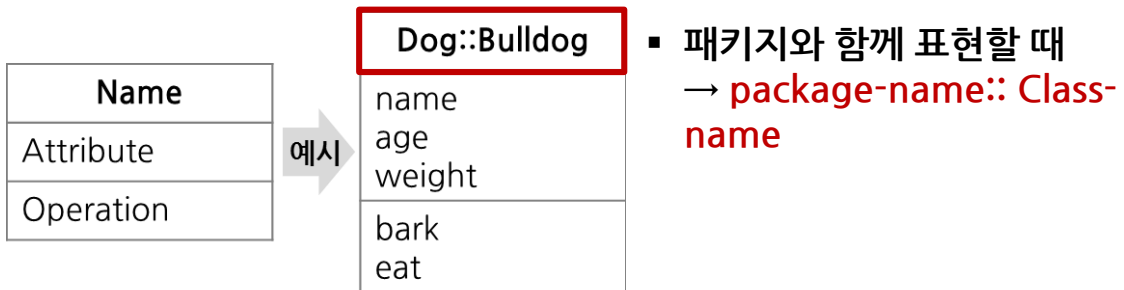 Name
Attribute
Operation
예시
Dog::Bulldog
name
age
weight
bark
eat
▪ 패키지와 함께 표현할 때
→ package-name:: Class-
name